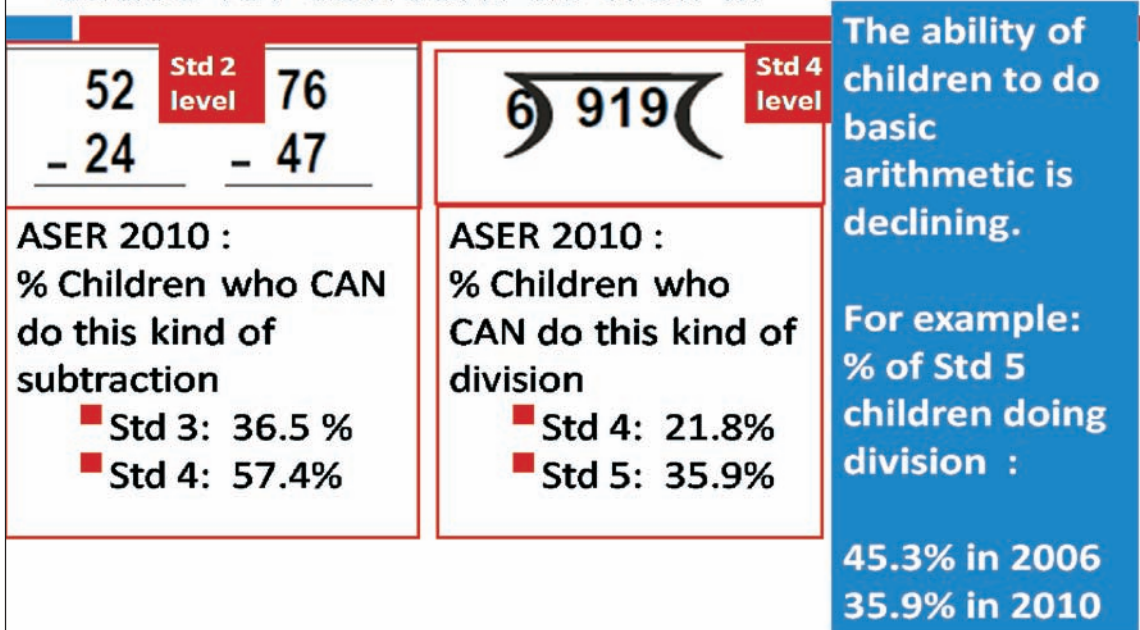 52
- 24
Std 2
level
76
- 47
6) 919(
Std 4
level
ASER 2010 :
% Children who CAN
do this kind of
subtraction
Std 3: 36.5 %
Std 4: 57.4%
ASER 2010 :
% Children who
CAN do this kind of
division
Std 4: 21.8%
Std 5: 35.9%
The ability of
children to do
basic
arithmetic is
declining.
For example:
% of Std 5
children doing
division :
45.3% in 2006
35.9% in 2010